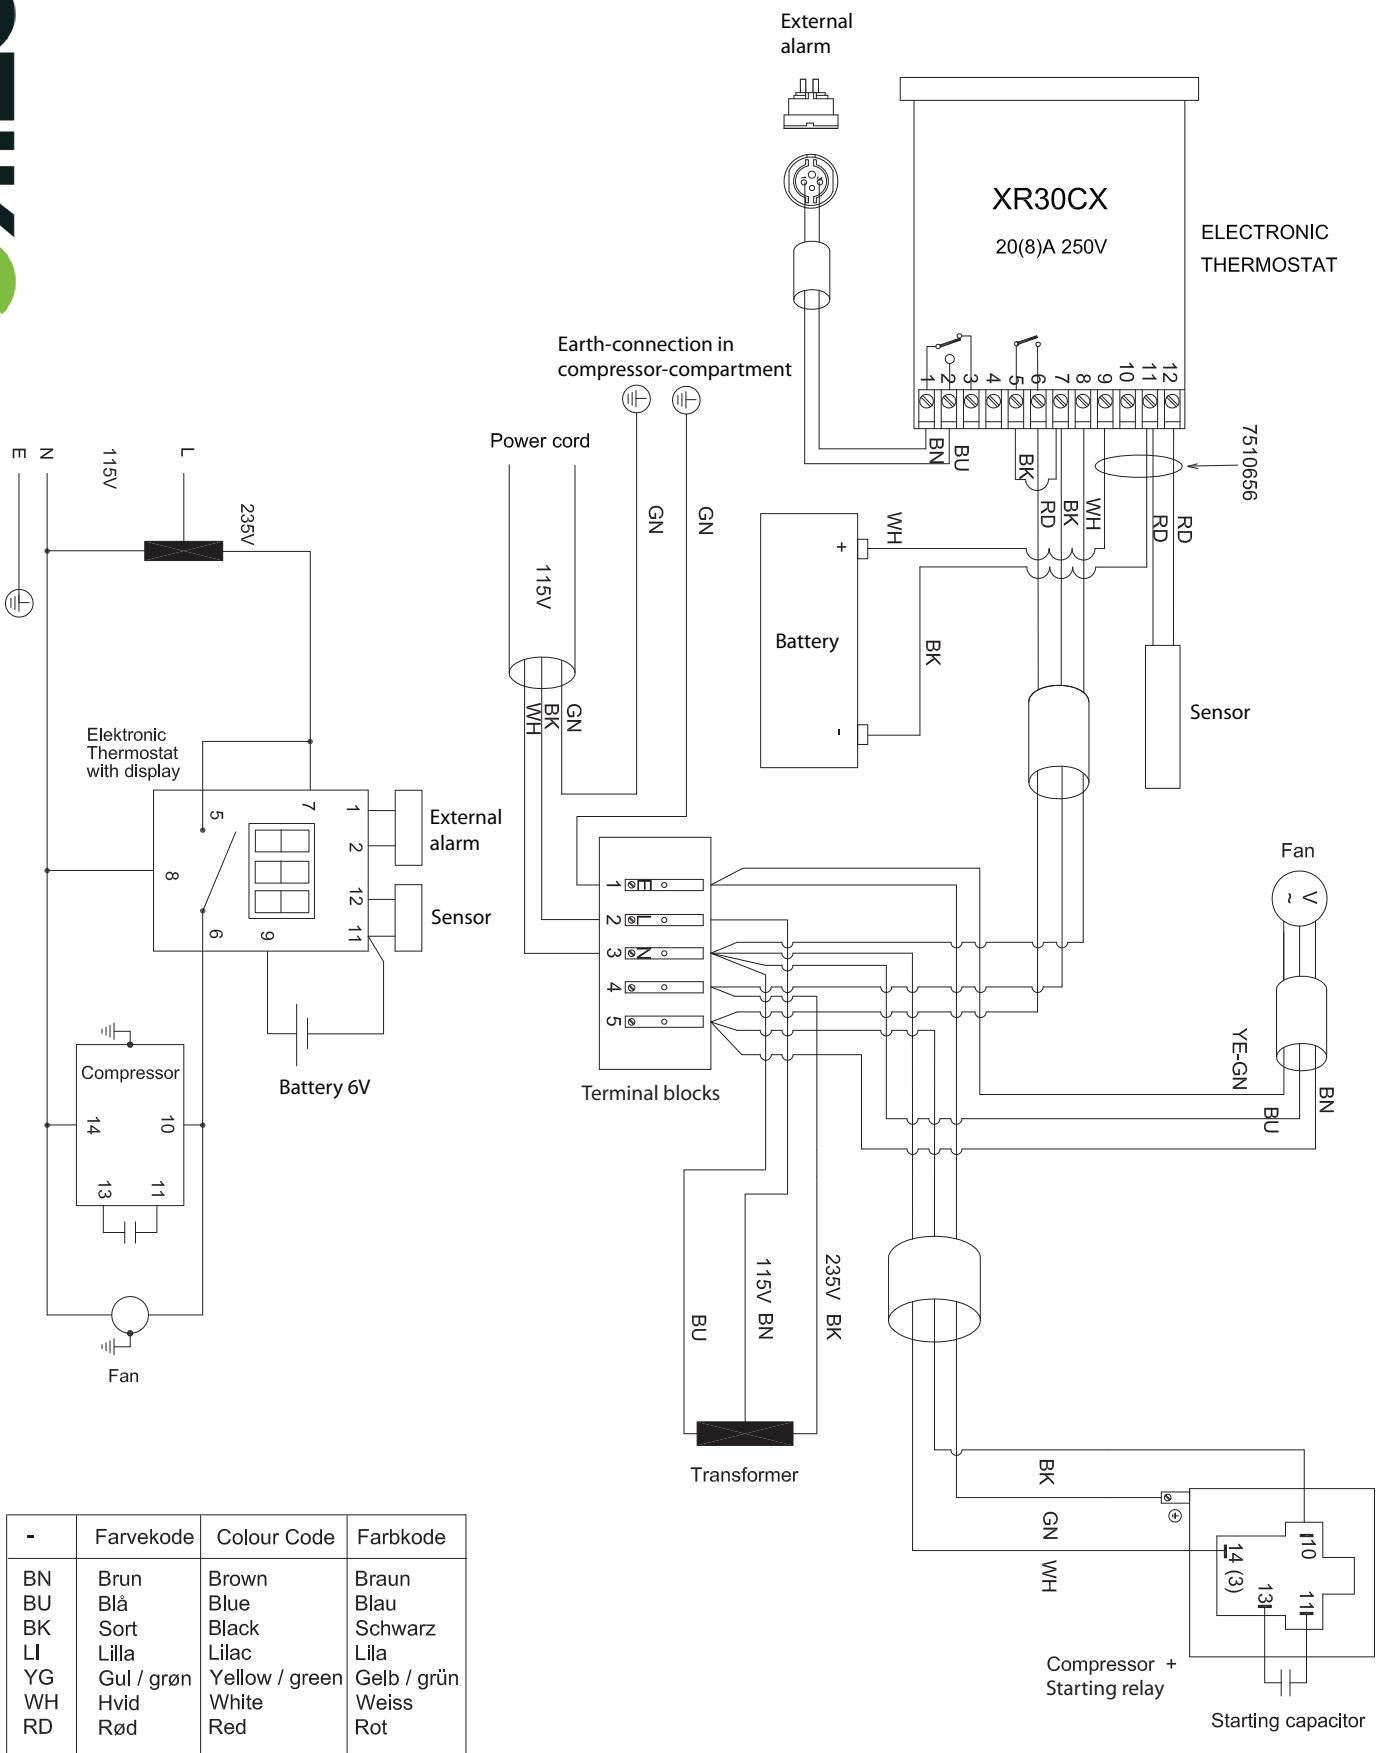 External
alarm
XR30CX
20(8)A 250V
ELECTRONIC
THERMOSTAT
1 2 3 4 5 6 7 8 9 10 11 12
BN
BU
BK
RD
BK
WH
RD
RD
7510656
Earth-connection in
compressor-compartment
Power cord
115V
GN
GN
WH
BK
GN
WH
+
Battery
-
BK
Sensor
E
N
115V
L
235V
Elektronic
Thermostat
with display
5
7
1
2
8
12
11
6
9
External
alarm
Sensor
Battery 6V
Compressor
14
10
13
11
Fan
1 E
2 L
3 N
4
5
Terminal blocks
Fan
V
~
YE-GN
BU
BN
BU
115V BN
235V BK
Transformer
BK
GN
WH
10
14 (3)
13
11
Compressor +
Starting relay
Starting capacitor
- Farvekode Colour Code Farbkode
BN Brun Brown Braun
BU Blå Blue Blau
BK Sort Black Schwarz
LI Lilla Lilac Lila
YG Gul / grøn Yellow / green Gelb / grün
WH Hvid White Weiss
RD Rød Red Rot